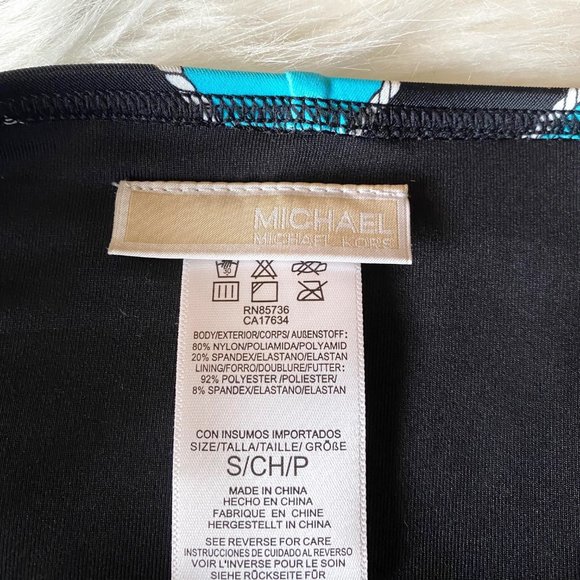 MICHAEL
MICHAEL KORS
30
RN85736
CA17634
BODY/EXTERIOR/CORPS/ AUßENSTOFF:
80% NYLON/POLIAMIDA/POLYAMID
20% SPANDEX/ELASTANO/ELASTAN
LINING/FORRO/DOUBLURE/FUTTER:
92% POLYESTER /POLIÉSTER/
8% SPANDEX/ELASTANO/ELASTAN
CON INSUMOS IMPORTADOS
SIZE/TALLA/TAILLE/ GRÖßE
S/CH/P
MADE IN CHINA
HECHO EN CHINA
FABRIQUE EN CHINE
HERGESTELLT IN CHINA
SEE REVERSE FOR CARE
INSTRUCCIONES DE CUIDADO AL REVERSO
VOIR L'INVERSE POUR LE SOIN
SIEHE RÜCKSEITE FÜR